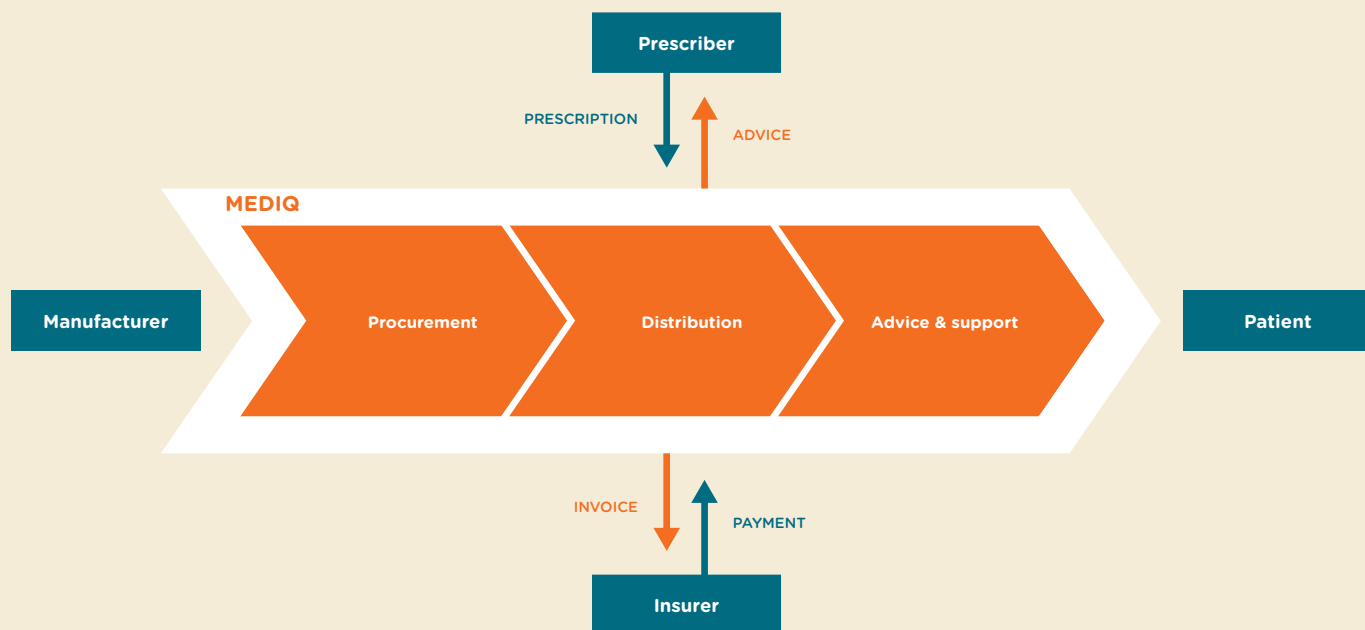 Prescriber
PRESCRIPTION
ADVICE
MEDIQ
Manufacturer
Procurement
Distribution
Advice & support
Patient
INVOICE
PAYMENT
Insurer